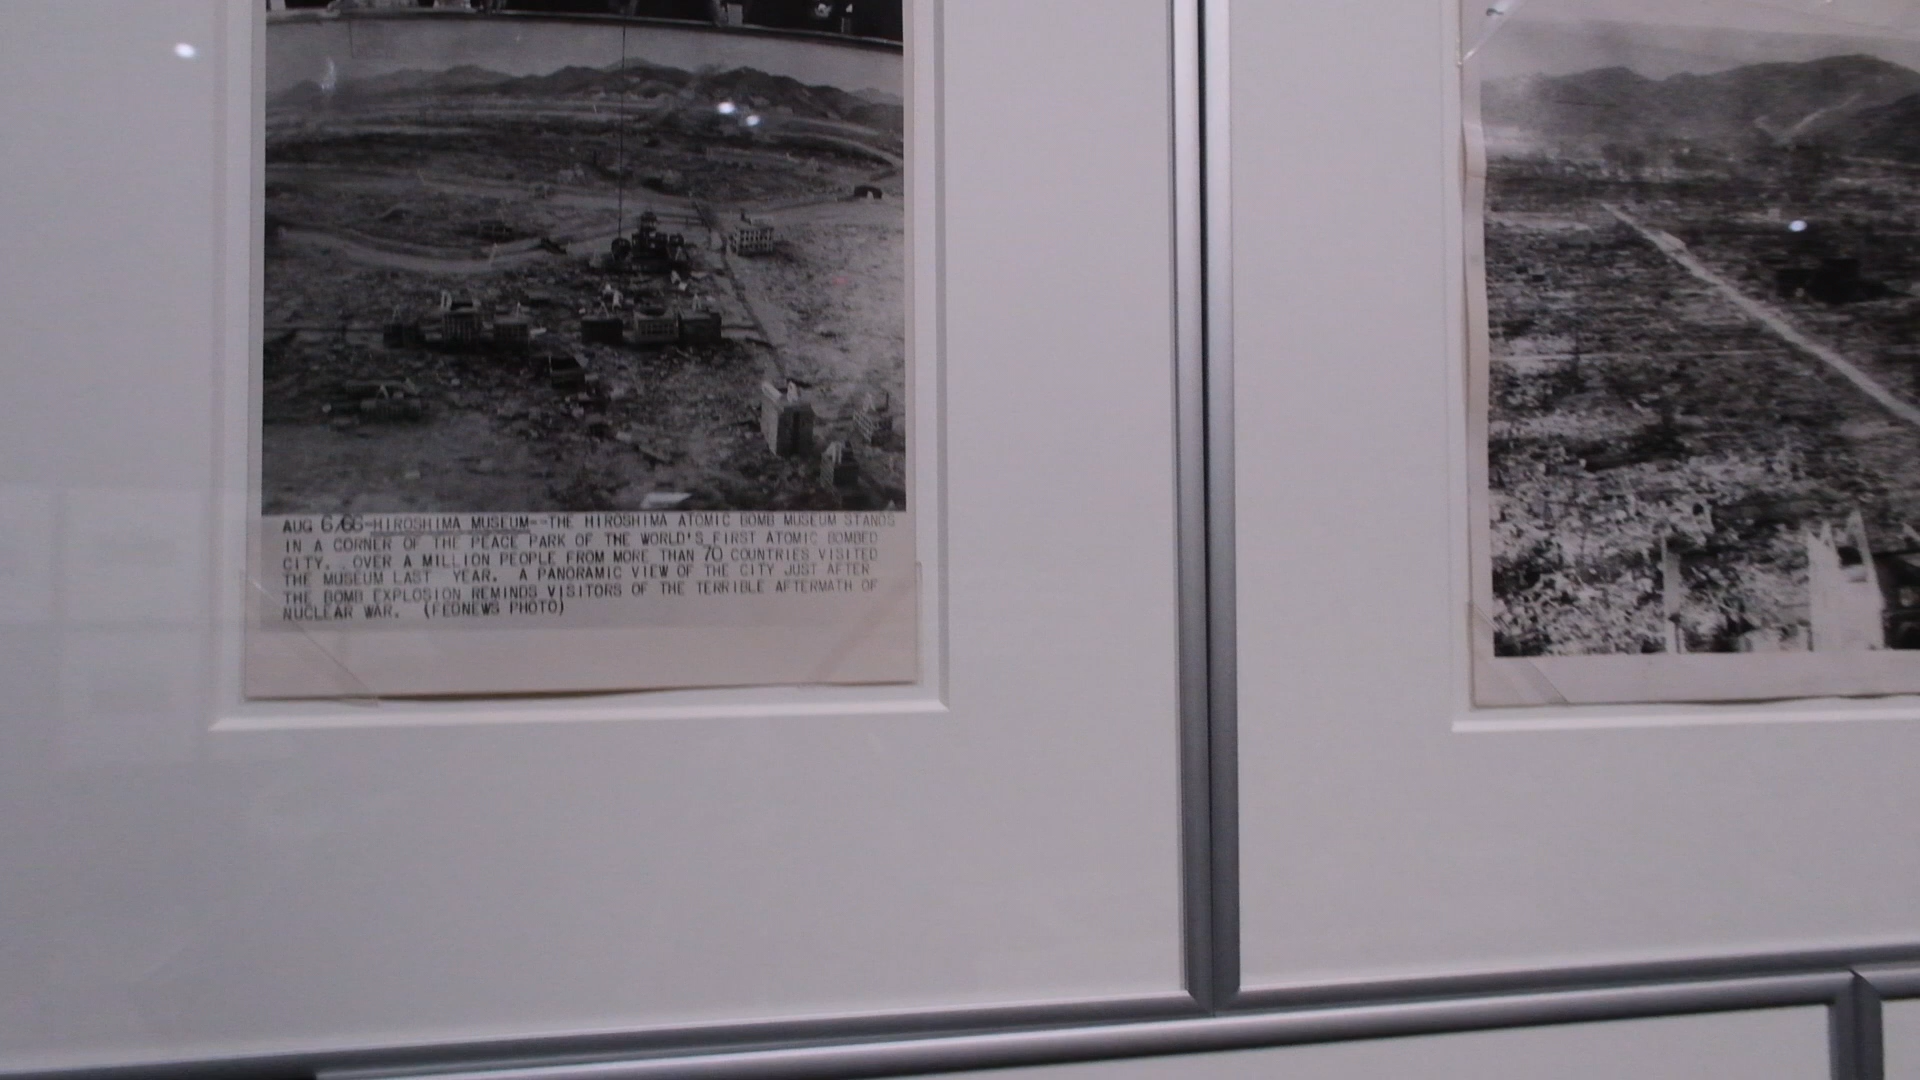 AUG 6/66-HIROSHIMA MUSEUM--THE HIROSHIMA ATOMIC BOMB MUSEUM STANDS
IN A CORNER OF THE PEACE PARK OF THE WORLD'S FIRST ATOMIC BOMBED
CITY. OVER A MILLION PEOPLE FROM MORE THAN 70 COUNTRIES VISITED
THE MUSEUM LAST YEAR. A PANORAMIC VIEW OF THE CITY JUST AFTER
THE BOMB EXPLOSION REMINDS VISITORS OF THE TERRIBLE AFTERMATH OF
NUCLEAR WAR. (FEDNEWS PHOTO)